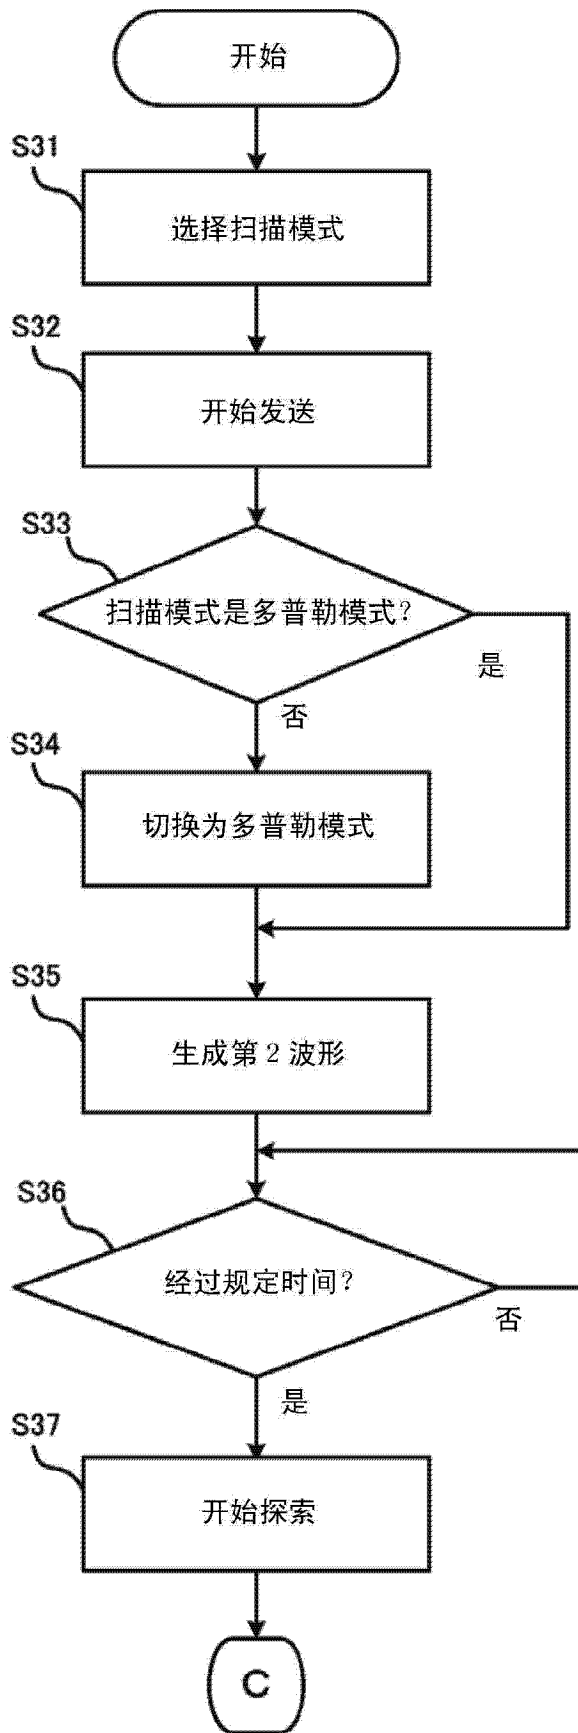 开始
S31
选择扫描模式
S32
开始发送
S33
扫描模式是多普勒模式？
是
否
S34
切换为多普勒模式
S35
生成第2波形
S36
经过规定时间？
否
是
S37
开始探索
C